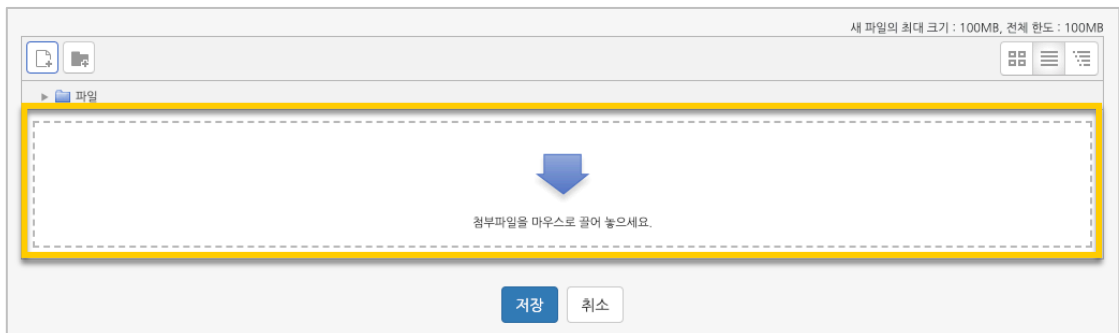 새 파일의 최대 크기 : 100MB, 전체 한도 : 100MB
파일
첨부파일을 마우스로 끌어 놓으세요.
저장 취소